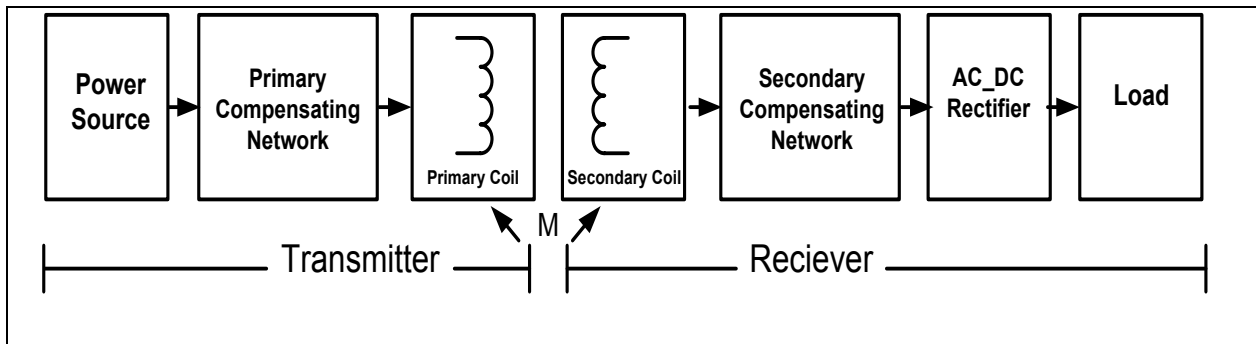 Power
Source
Primary
Compensating
Network
Primary Coil
Secondary Coil
Secondary
Compensating
Network
AC_DC
Rectifier
Load
M
Transmitter
Reciever